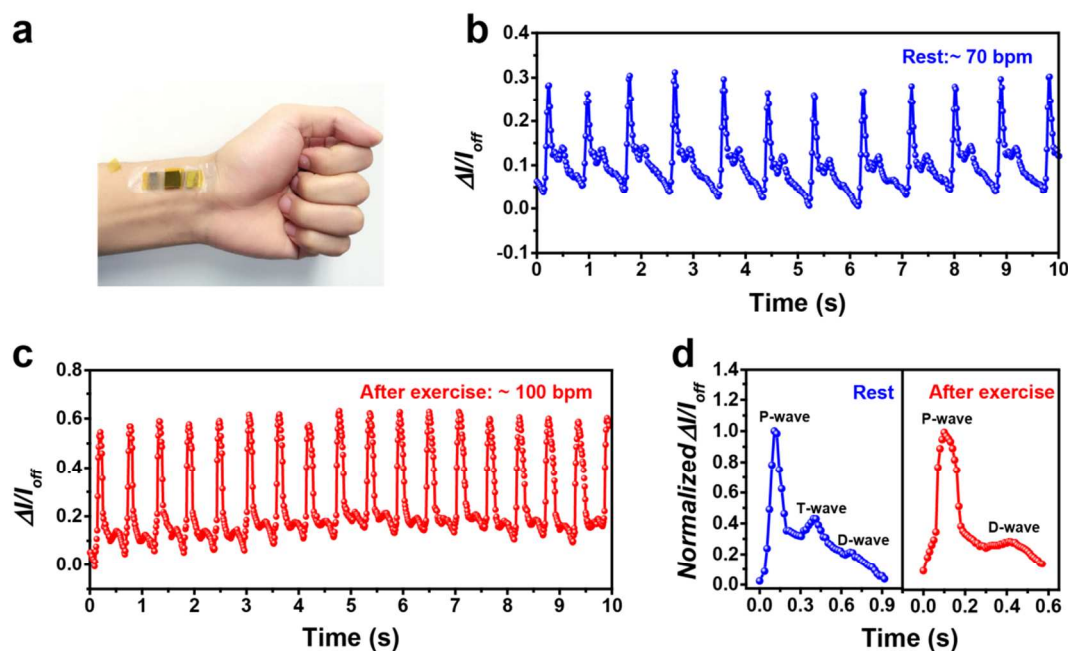 a
b
0.4
0.3
0.2
0.1
0.0
-0.1
ΔI/I_off
Rest:~ 70 bpm
0 1 2 3 4 5 6 7 8 9 10
Time (s)
c
0.8
0.6
0.4
0.2
0.0
ΔI/I_off
After exercise: ~ 100 bpm
0 1 2 3 4 5 6 7 8 9 10
Time (s)
d
1.4
1.2
1.0
0.8
0.6
0.4
0.2
0.0
Normalized ΔI/I_off
Rest
P-wave
T-wave
D-wave
0.0 0.3 0.6 0.9
After exercise
P-wave
D-wave
0.0 0.2 0.4 0.6
Time (s)